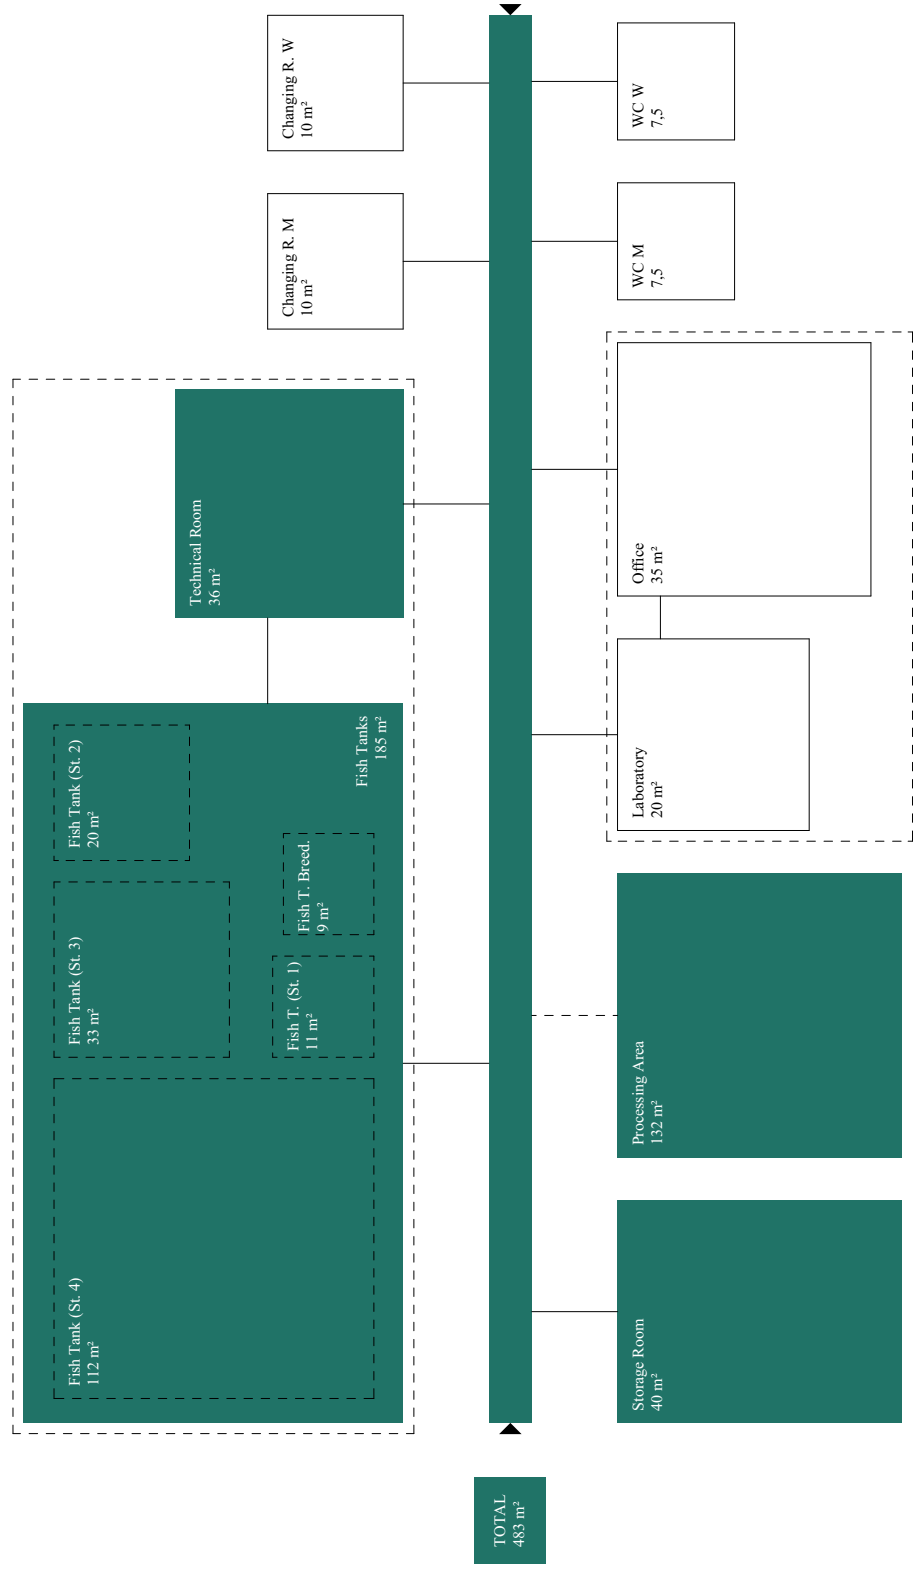 Fish Tank (St. 4)
112 m²
Fish Tank (St. 3)
33 m²
Fish Tank (St. 2)
20 m²
Fish T. (St. 1)
11 m²
Fish T. Breed.
9 m²
Fish Tanks
185 m²
Technical Room
36 m²
Changing R. M
10 m²
Changing R. W
10 m²
TOTAL
483 m²
Storage Room
40 m²
Processing Area
132 m²
Laboratory
20 m²
Office
35 m²
WC M
7,5
WC W
7,5